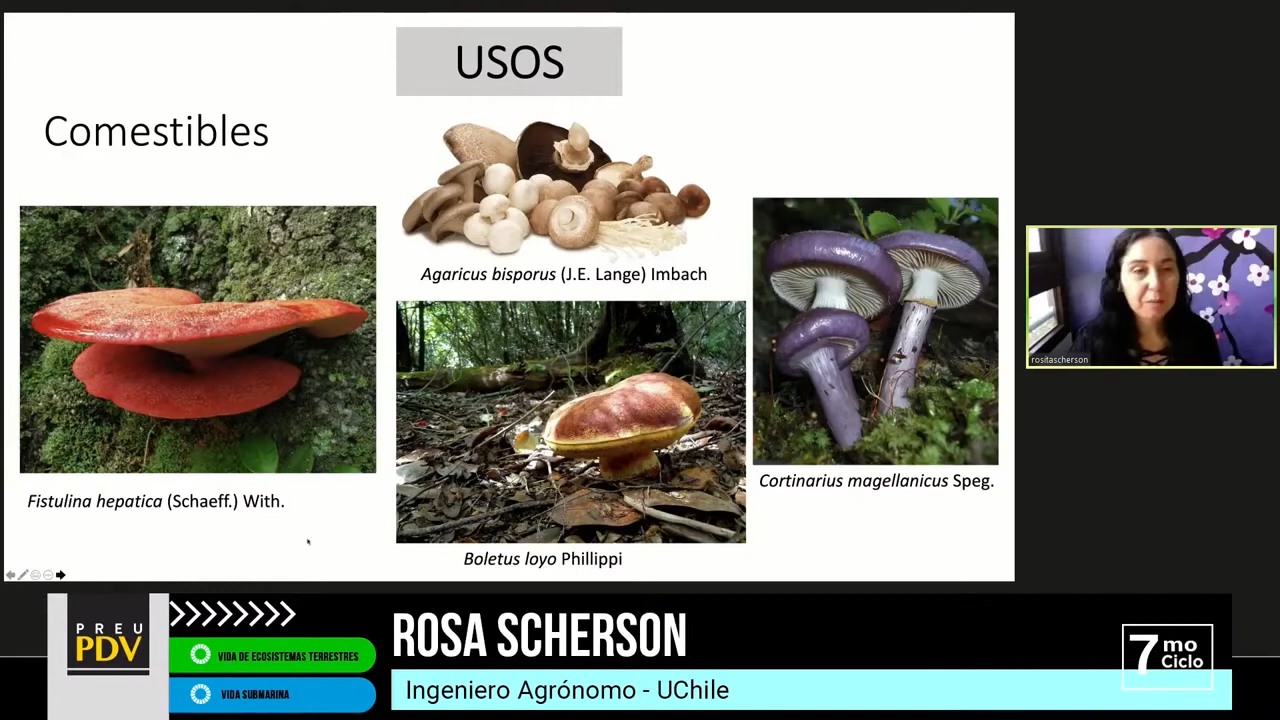 USOS
Comestibles
Agaricus bisporus (J.E. Lange) Imbach
Fistulina hepatica (Schaeff.) With.
Boletus loyo Phillippi
Cortinarius magellanicus Speg.
rositascherson
PREU
PDV
VIDA DE ECOSISTEMAS TERRESTRES
VIDA SUBMARINA
ROSA SCHERSON
Ingeniero Agrónomo - UChile
7mo
Ciclo